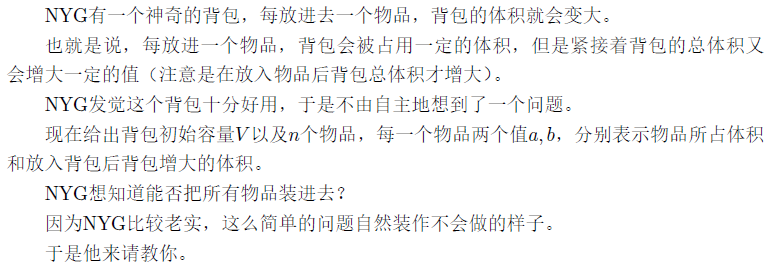 NYG有一个神奇的背包，每放进去一个物品，背包的体积就会变大。
也就是说，每放进一个物品，背包会被占用一定的体积，但是紧接着背包的总体积又
会增大一定的值（注意是在放入物品后背包总体积才增大）。
NYG发觉这个背包十分好用，于是不由自主地想到了一个问题。
现在给出背包初始容量V以及n个物品，每一个物品两个值a, b，分别表示物品所占体积
和放入背包后背包增大的体积。
NYG想知道能否把所有物品装进去？
因为NYG比较老实，这么简单的问题自然装作不会做的样子。
于是他来请教你。